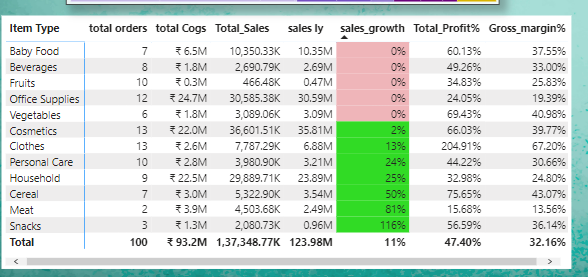 Item Type total orders total Cogs Total_Sales sales ly sales_growth Total_Profit% Gross_margin%
Baby Food 7 ₹ 6.5M 10,350.33K 10.35M 0% 60.13% 37.55%
Beverages 8 ₹ 1.8M 2,690.79K 2.69M 0% 49.26% 33.00%
Fruits 10 ₹ 0.3M 466.48K 0.47M 0% 34.83% 25.83%
Office Supplies 12 ₹ 24.7M 30,585.38K 30.59M 0% 24.05% 19.39%
Vegetables 6 ₹ 1.8M 3,089.06K 3.09M 0% 69.43% 40.98%
Cosmetics 13 ₹ 22.0M 36,601.51K 35.81M 2% 66.03% 39.77%
Clothes 13 ₹ 2.6M 7,787.29K 6.88M 13% 204.91% 67.20%
Personal Care 10 ₹ 2.8M 3,980.90K 3.21M 24% 44.22% 30.66%
Household 9 ₹ 22.5M 29,889.71K 23.89M 25% 32.98% 24.80%
Cereal 7 ₹ 3.0M 5,322.90K 3.54M 50% 75.65% 43.07%
Meat 2 ₹ 3.9M 4,503.68K 2.49M 81% 15.68% 13.56%
Snacks 3 ₹ 1.3M 2,080.73K 0.96M 116% 56.59% 36.14%
Total 100 ₹ 93.2M 1,37,348.77K 123.98M 11% 47.40% 32.16%